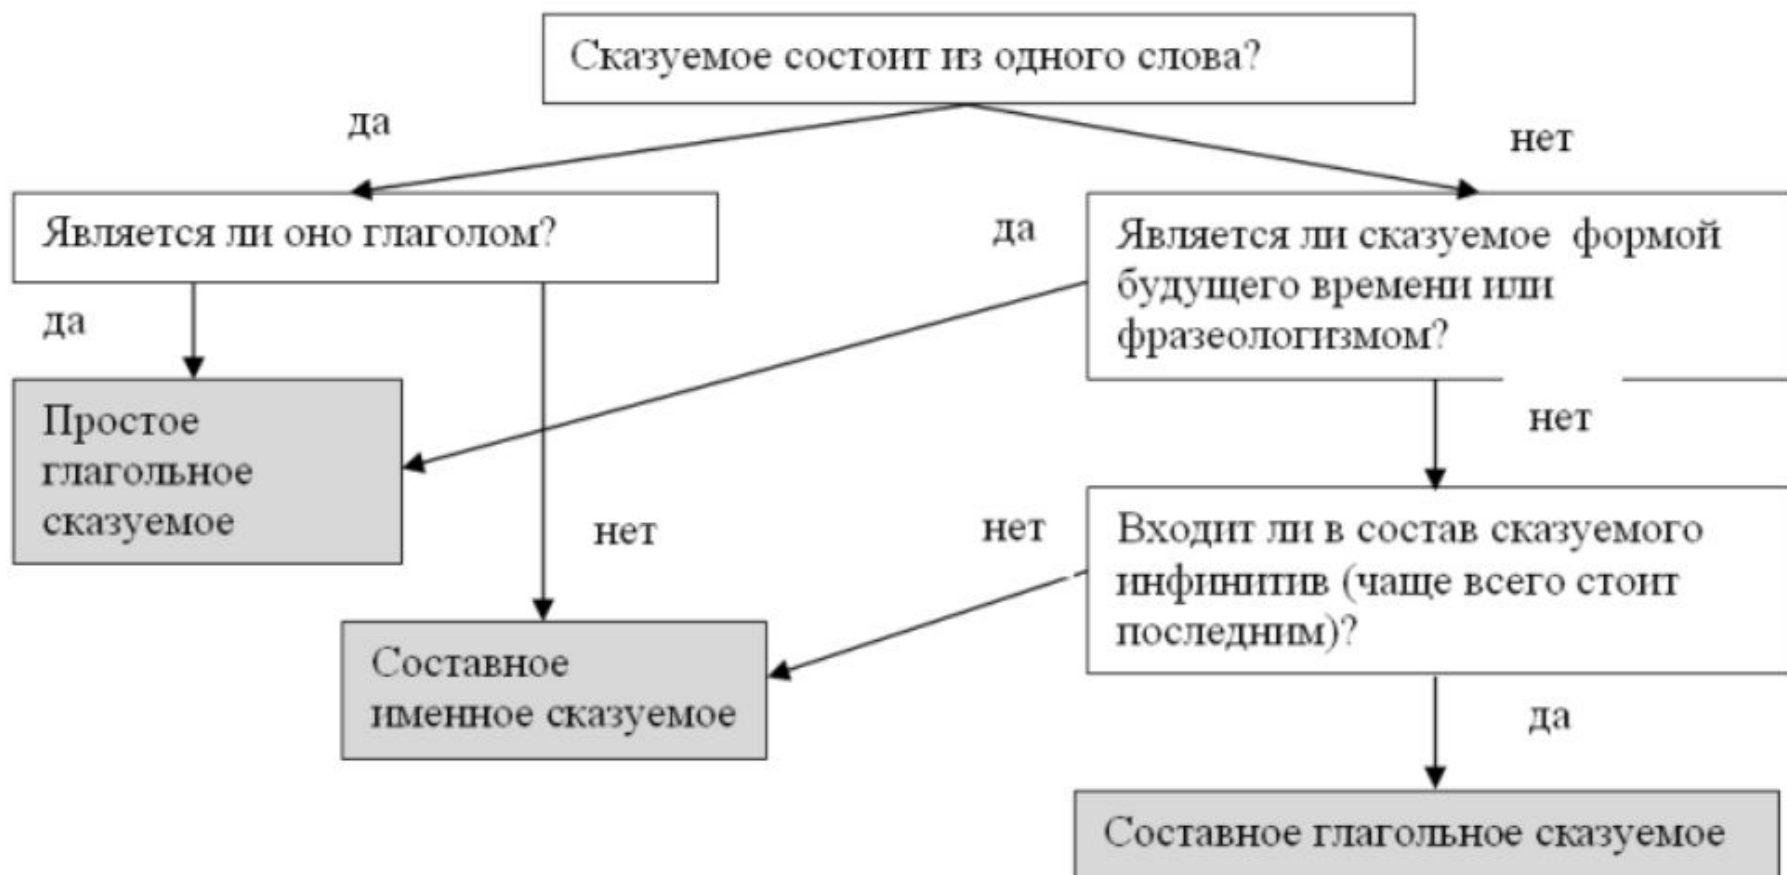 Сказуемое состоит из одного слова?
да
нет
Является ли оно глаголом?
да
Является ли сказуемое формой
будущего времени или
фразеологизмом?
да
Простое
глагольное
сказуемое
нет
нет
нет
Входит ли в состав сказуемого
инфинитив (чаще всего стоит
последним)?
Составное
именное сказуемое
да
Составное глагольное сказуемое